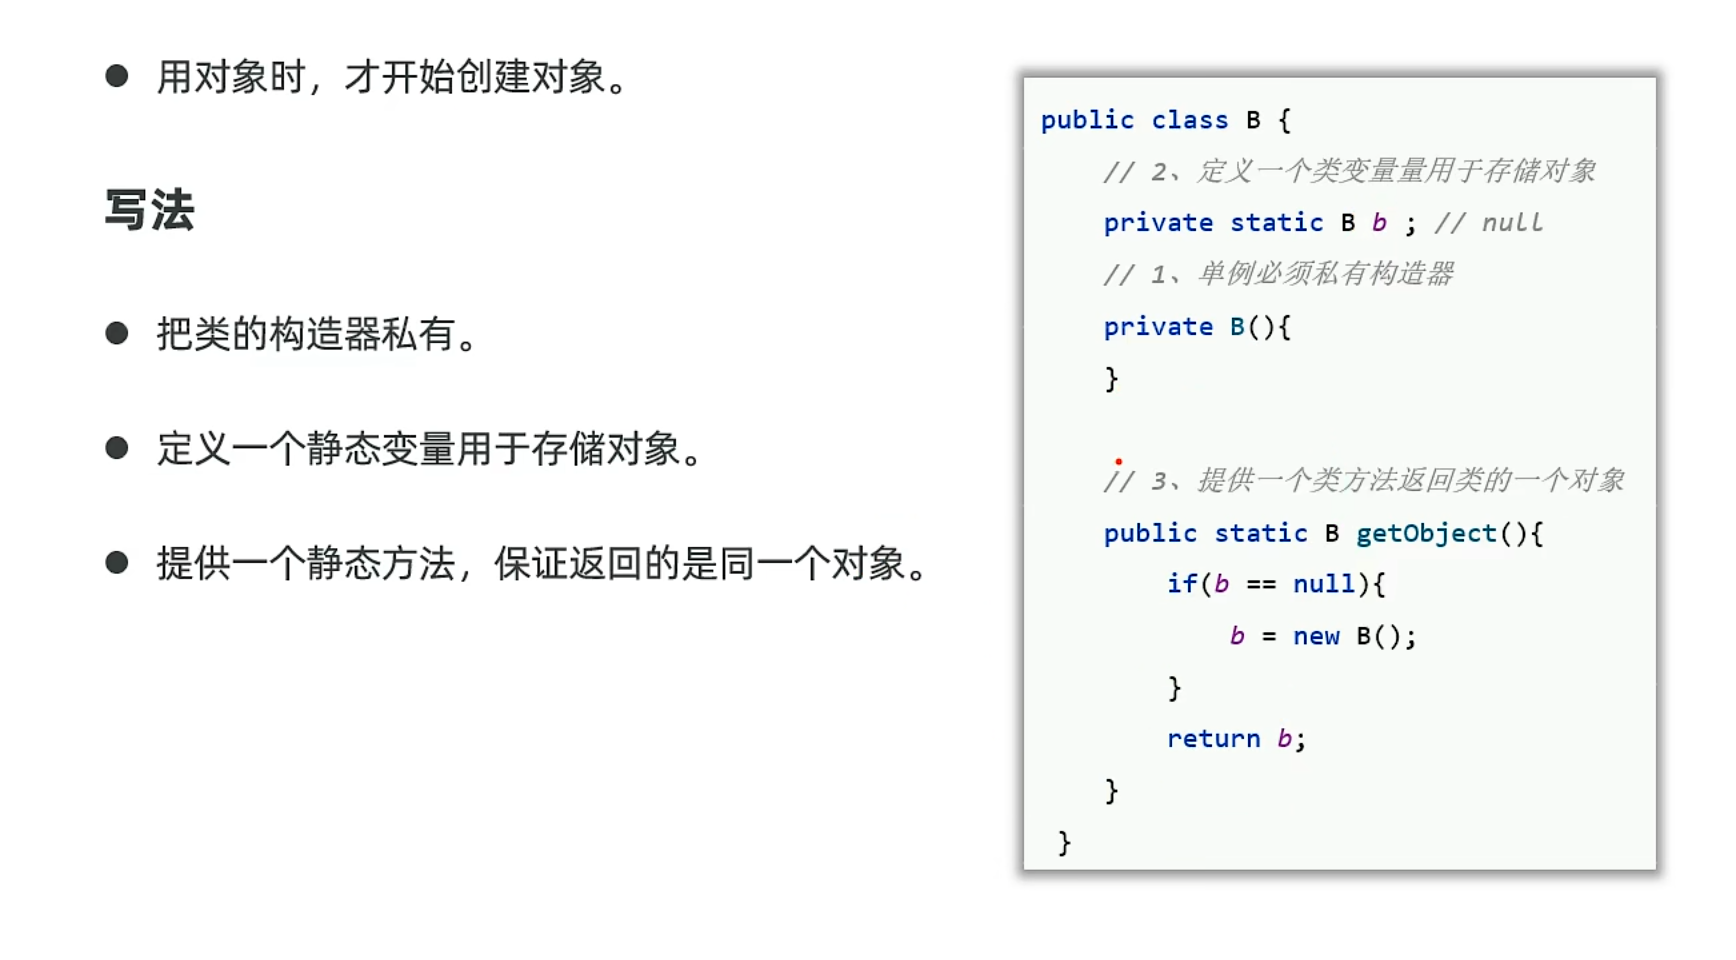 用对象时，才开始创建对象。
写法
把类的构造器私有。
定义一个静态变量用于存储对象。
提供一个静态方法，保证返回的是同一个对象。
public class B {
// 2、定义一个类变量量用于存储对象
private static B b ; // null
// 1、单例必须私有构造器
private B(){
}
// 3、提供一个类方法返回类的一个对象
public static B getObject(){
if(b == null){
b = new B();
}
return b;
}
}